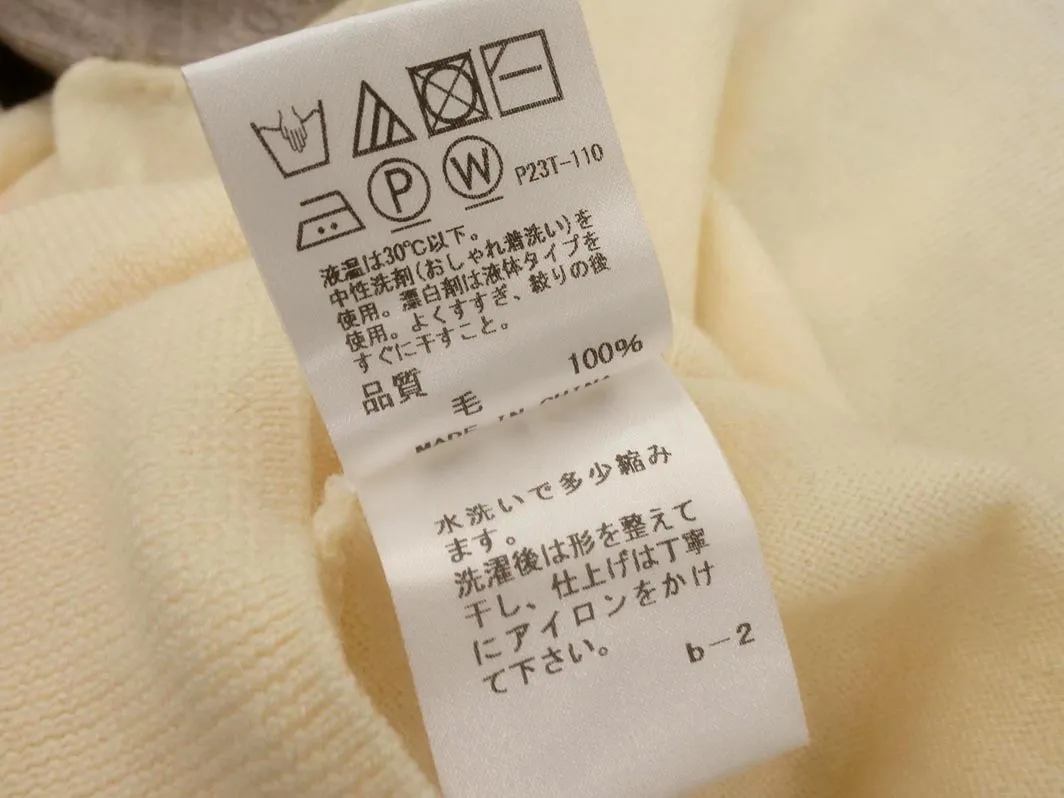 P
W
P23T-110
液温は30℃以下。
中性洗剤(おしゃれ着洗い)を
使用。漂白剤は液体タイプを
使用。よくすすぎ、絞りの後
すぐに干すこと。
品質
毛 100%
MADE IN CHINA
水洗いで多少縮み
ます。
洗濯後は形を整えて
干し、仕上げは丁寧
にアイロンをかけ
て下さい。
b-2